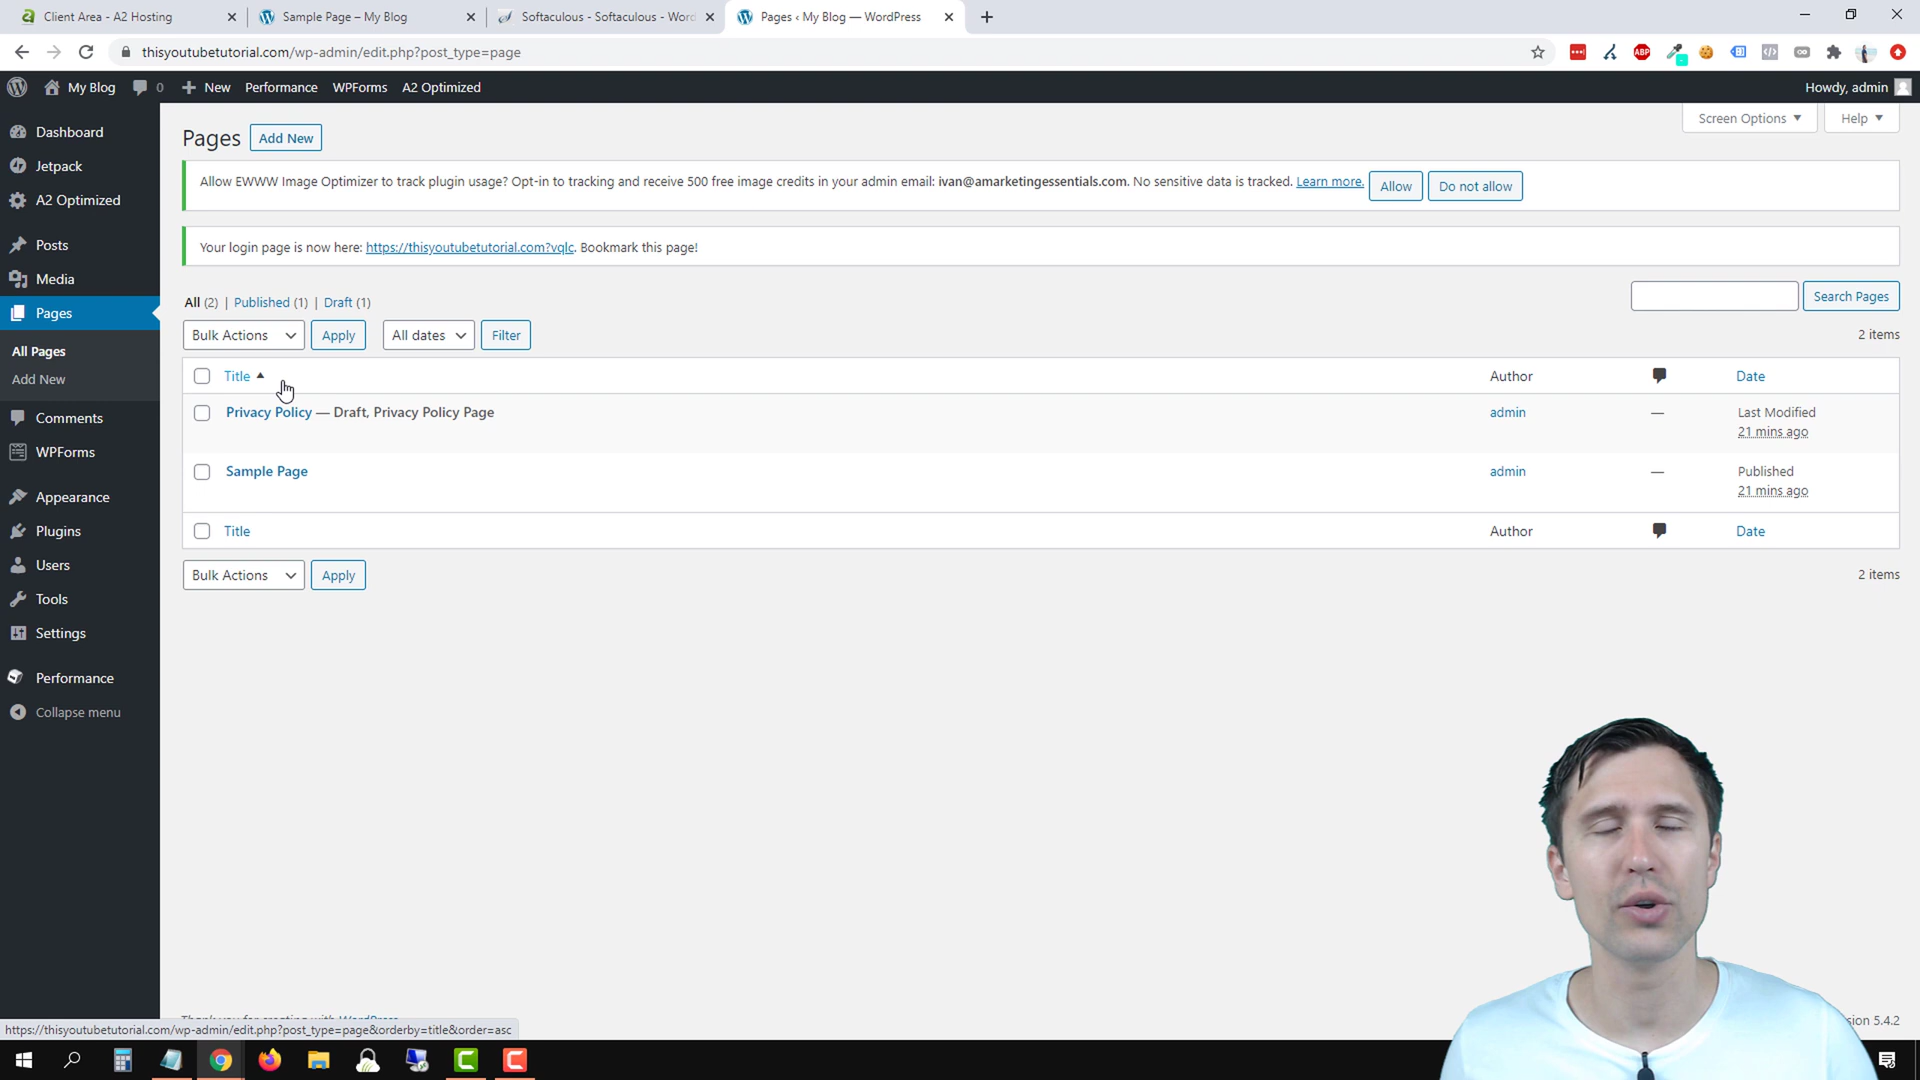 Client Area - A2 Hosting
Sample Page – My Blog
Softaculous - Softaculous - Word
Pages ‹ My Blog — WordPress
thisyoutubetutorial.com/wp-admin/edit.php?post_type=page
My Blog 0 New Performance WPForms A2 Optimized Howdy, admin
Dashboard
Jetpack
A2 Optimized
Posts
Media
Pages
All Pages
Add New
Comments
WPForms
Appearance
Plugins
Users
Tools
Settings
Performance
Collapse menu
Screen Options Help
Pages Add New
Allow EWWW Image Optimizer to track plugin usage? Opt-in to tracking and receive 500 free image credits in your admin email: ivan@amarketingessentials.com. No sensitive data is tracked. Learn more. Allow Do not allow
Your login page is now here: https://thisyoutubetutorial.com?vqlc. Bookmark this page!
All (2) | Published (1) | Draft (1)
Search Pages
Bulk Actions Apply All dates Filter
2 items
Title Author Date
Privacy Policy — Draft, Privacy Policy Page admin — Last Modified
21 mins ago
Sample Page admin — Published
21 mins ago
Title Author Date
Bulk Actions Apply
2 items
https://thisyoutubetutorial.com/wp-admin/edit.php?post_type=page&orderby=title&order=asc
5.4.2